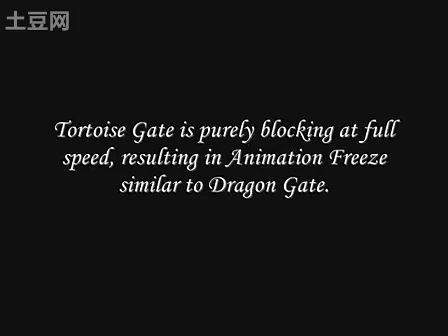 土豆网
Tortoise Gate is purely blocking at full
speed, resulting in Animation Freeze
similar to Dragon Gate.